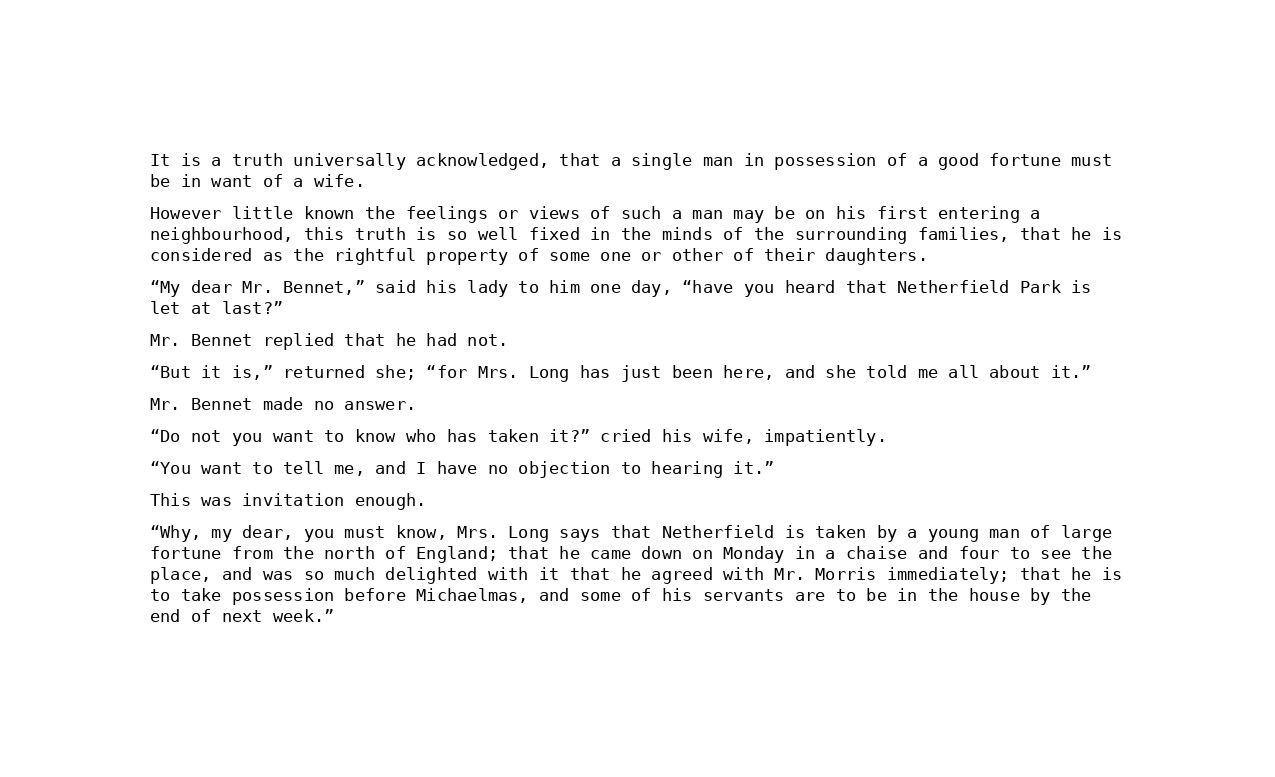 It is a truth universally acknowledged, that a single man in possession of a good fortune must
be in want of a wife.
However little known the feelings or views of such a man may be on his first entering a
neighbourhood, this truth is so well fixed in the minds of the surrounding families, that he is
considered as the rightful property of some one or other of their daughters.
“My dear Mr. Bennet,” said his lady to him one day, “have you heard that Netherfield Park is
let at last?”
Mr. Bennet replied that he had not.
“But it is,” returned she; “for Mrs. Long has just been here, and she told me all about it.”
Mr. Bennet made no answer.
“Do not you want to know who has taken it?” cried his wife, impatiently.
“You want to tell me, and I have no objection to hearing it.”
This was invitation enough.
“Why, my dear, you must know, Mrs. Long says that Netherfield is taken by a young man of large
fortune from the north of England; that he came down on Monday in a chaise and four to see the
place, and was so much delighted with it that he agreed with Mr. Morris immediately; that he is
to take possession before Michaelmas, and some of his servants are to be in the house by the
end of next week.”